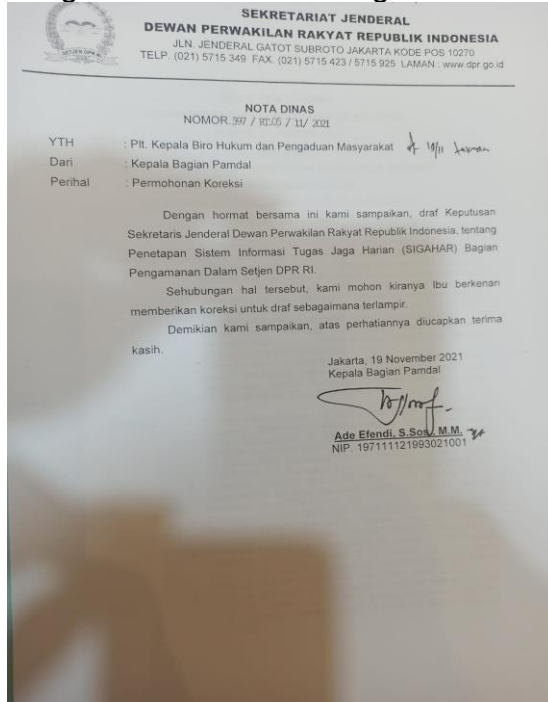 SEKRETARIAT JENDERAL
DEWAN PERWAKILAN RAKYAT REPUBLIK INDONESIA
JLN. JENDERAL GATOT SUBROTO JAKARTA KODE POS 10270
TELP. (021) 5715 349 FAX. (021) 5715 423 / 5715 925 LAMAN : www.dpr.go.id
SETJEN DPR RI
NOTA DINAS
NOMOR. / 11/ 2021
YTH : Plt. Kepala Biro Hukum dan Pengaduan Masyarakat
Dari : Kepala Bagian Pamdal
Perihal : Permohonan Koreksi
Dengan hormat bersama ini kami sampaikan, draf Keputusan
Sekretaris Jenderal Dewan Perwakilan Rakyat Republik Indonesia, tentang
Penetapan Sistem Informasi Tugas Jaga Harian (SIGAHAR) Bagian
Pengamanan Dalam Setjen DPR RI.
Sehubungan hal tersebut, kami mohon kiranya Ibu berkenan
memberikan koreksi untuk draf sebagaimana terlampir.
Demikian kami sampaikan, atas perhatiannya diucapkan terima
kasih.
Jakarta, 19 November 2021
Kepala Bagian Pamdal
Ade Efendi, S.Sos, M.M.
NIP. 197111121993021001